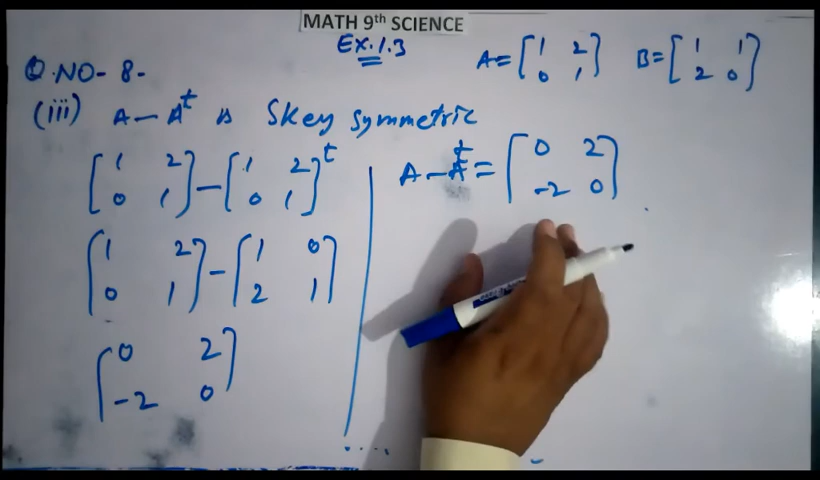 MATH 9th SCIENCE
Ex.1.3
A=[1 2
0 1] B=[1 1
2 0]
Q.NO-8-
(iii) A-A^t is Skey Symmetric
[1 2
0 1]-[1 2
0 1]^t
[1 2
0 1]-[1 0
2 1]
[0 2
-2 0]
A-A^t=[0 2
-2 0]